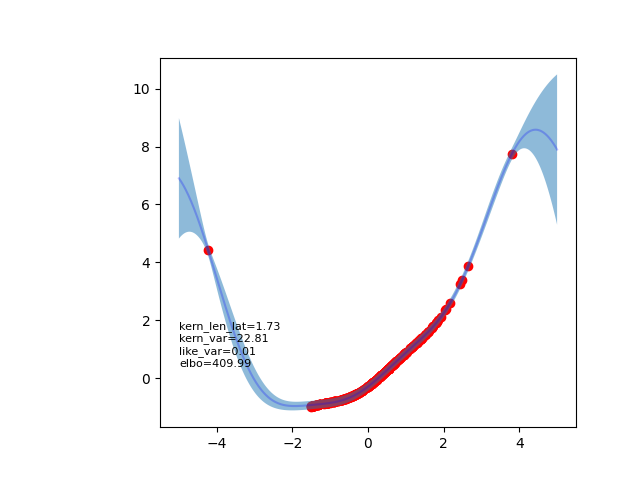 10
8
6
4
2
0
kern_len_lat=1.73
kern_var=22.81
like_var=0.01
elbo=409.99
−4
−2
0
2
4